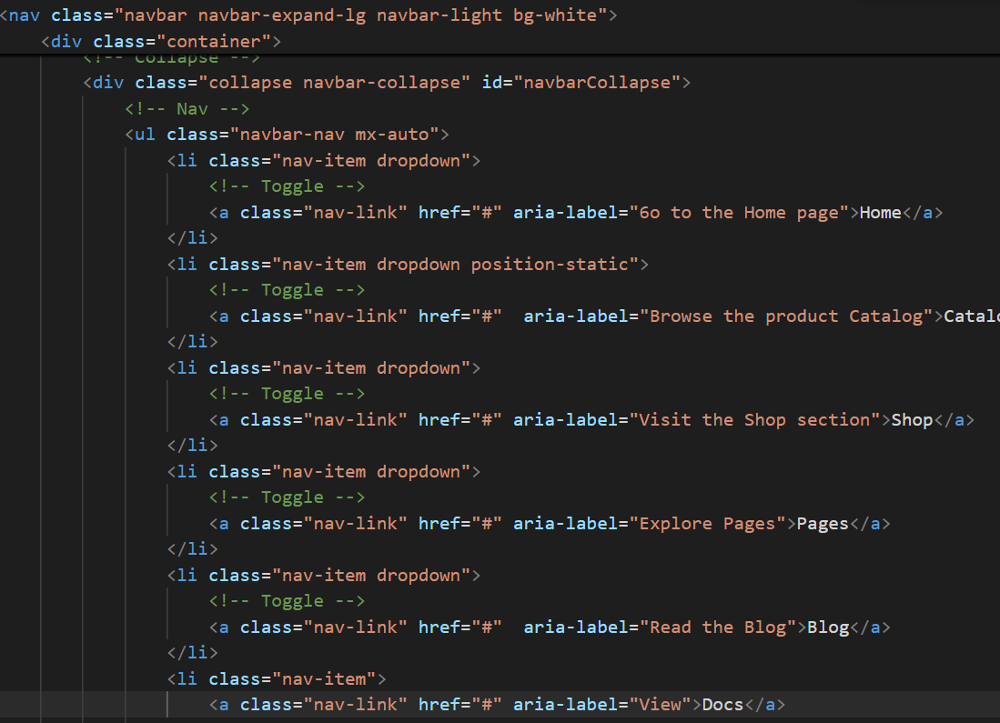 <nav class="navbar navbar-expand-lg navbar-light bg-white">
<div class="container">
<!-- Collapse -->
<div class="collapse navbar-collapse" id="navbarCollapse">
<!-- Nav -->
<ul class="navbar-nav mx-auto">
<li class="nav-item dropdown">
<!-- Toggle -->
<a class="nav-link" href="#" aria-label="6o to the Home page">Home</a>
</li>
<li class="nav-item dropdown position-static">
<!-- Toggle -->
<a class="nav-link" href="#"  aria-label="Browse the product Catalog">Catalo
</li>
<li class="nav-item dropdown">
<!-- Toggle -->
<a class="nav-link" href="#" aria-label="Visit the Shop section">Shop</a>
</li>
<li class="nav-item dropdown">
<!-- Toggle -->
<a class="nav-link" href="#" aria-label="Explore Pages">Pages</a>
</li>
<li class="nav-item dropdown">
<!-- Toggle -->
<a class="nav-link" href="#"  aria-label="Read the Blog">Blog</a>
</li>
<li class="nav-item">
<a class="nav-link" href="#" aria-label="View">Docs</a>